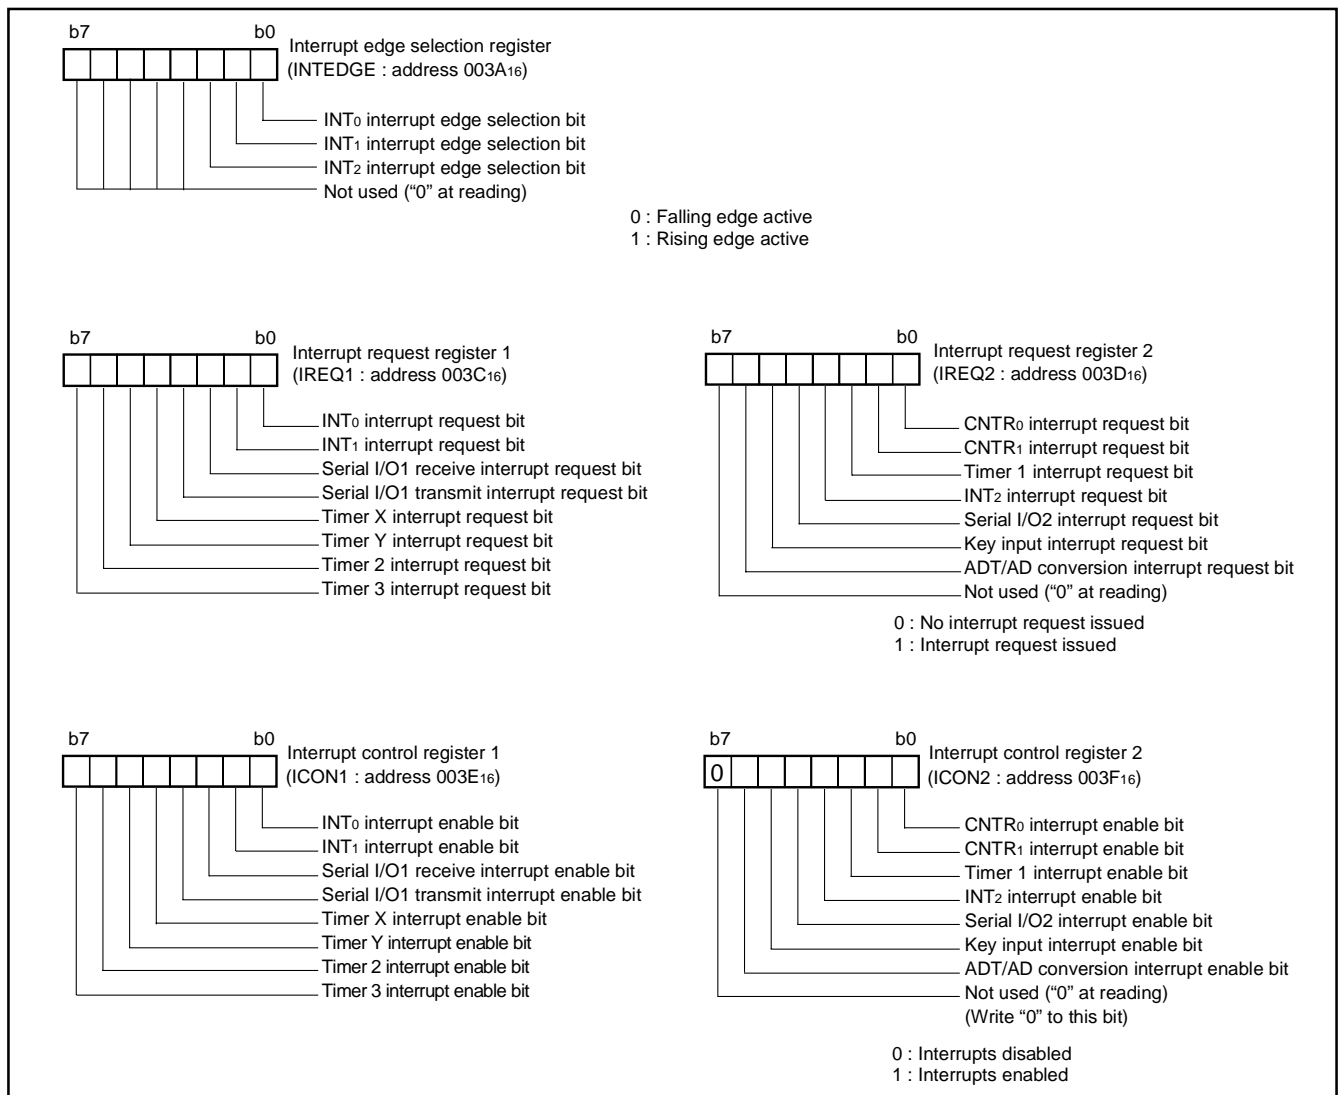 b7 b0
Interrupt edge selection register
(INTEDGE : address 003A16)
INT0 interrupt edge selection bit
INT1 interrupt edge selection bit
INT2 interrupt edge selection bit
Not used (“0” at reading)
0 : Falling edge active
1 : Rising edge active
b7 b0
Interrupt request register 1
(IREQ1 : address 003C16)
INT0 interrupt request bit
INT1 interrupt request bit
Serial I/O1 receive interrupt request bit
Serial I/O1 transmit interrupt request bit
Timer X interrupt request bit
Timer Y interrupt request bit
Timer 2 interrupt request bit
Timer 3 interrupt request bit
b7 b0
Interrupt request register 2
(IREQ2 : address 003D16)
CNTR0 interrupt request bit
CNTR1 interrupt request bit
Timer 1 interrupt request bit
INT2 interrupt request bit
Serial I/O2 interrupt request bit
Key input interrupt request bit
ADT/AD conversion interrupt request bit
Not used (“0” at reading)
0 : No interrupt request issued
1 : Interrupt request issued
b7 b0
Interrupt control register 1
(ICON1 : address 003E16)
INT0 interrupt enable bit
INT1 interrupt enable bit
Serial I/O1 receive interrupt enable bit
Serial I/O1 transmit interrupt enable bit
Timer X interrupt enable bit
Timer Y interrupt enable bit
Timer 2 interrupt enable bit
Timer 3 interrupt enable bit
b7 b0
0
Interrupt control register 2
(ICON2 : address 003F16)
CNTR0 interrupt enable bit
CNTR1 interrupt enable bit
Timer 1 interrupt enable bit
INT2 interrupt enable bit
Serial I/O2 interrupt enable bit
Key input interrupt enable bit
ADT/AD conversion interrupt enable bit
Not used (“0” at reading)
(Write “0” to this bit)
0 : Interrupts disabled
1 : Interrupts enabled